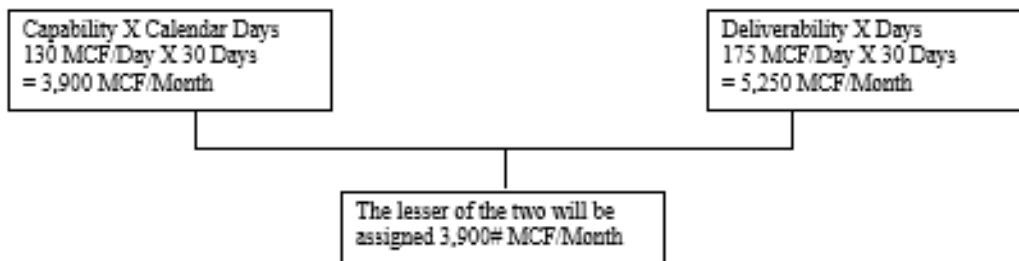 Capability X Calendar Days
130 MCF/Day X 30 Days
= 3,900 MCF/Month
Deliverability X Days
175 MCF/Day X 30 Days
= 5,250 MCF/Month
The lesser of the two will be
assigned 3,900# MCF/Month